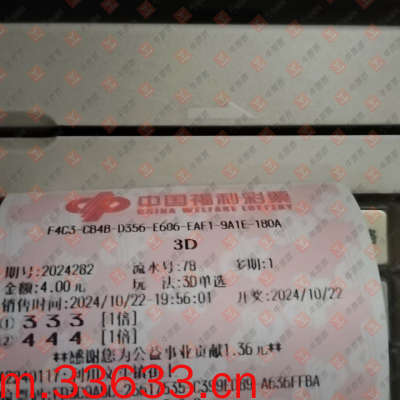 中国福利彩票
CHINA WELFARE LOTTERY
F4C3-CB4B-D356-E606-EAF1-9A1E-180A
3D
期号:2024282 流水号:78 多期:1
金额:4.00元 玩 法:3D单选
销售时间:2024/10/22-19:56:01 开奖:2024/10/22
① 3 3 3 [1倍]
② 4 4 4 [1倍]
**感谢您为公益事业贡献1.36元**
m.33633.cn
A636FFBA